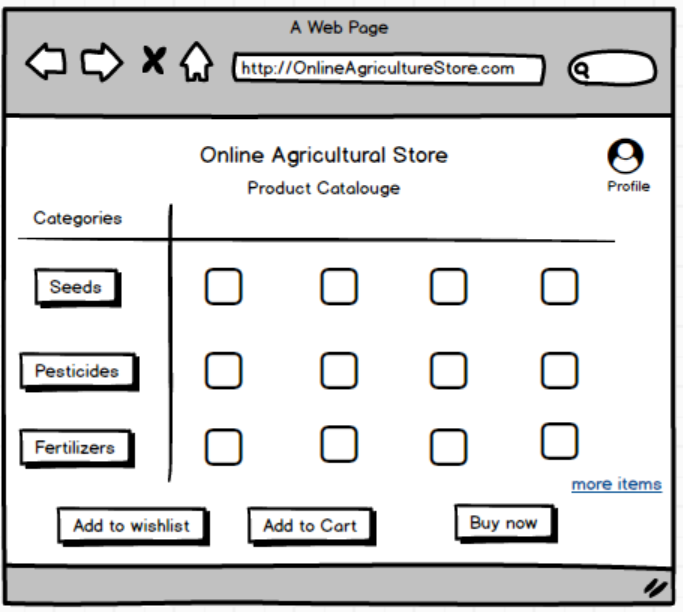 A Web Page
http://OnlineAgricultureStore.com
Online Agricultural Store
Product Catalouge
Profile
Categories
Seeds
Pesticides
Fertilizers
more items
Add to wishlist
Add to Cart
Buy now